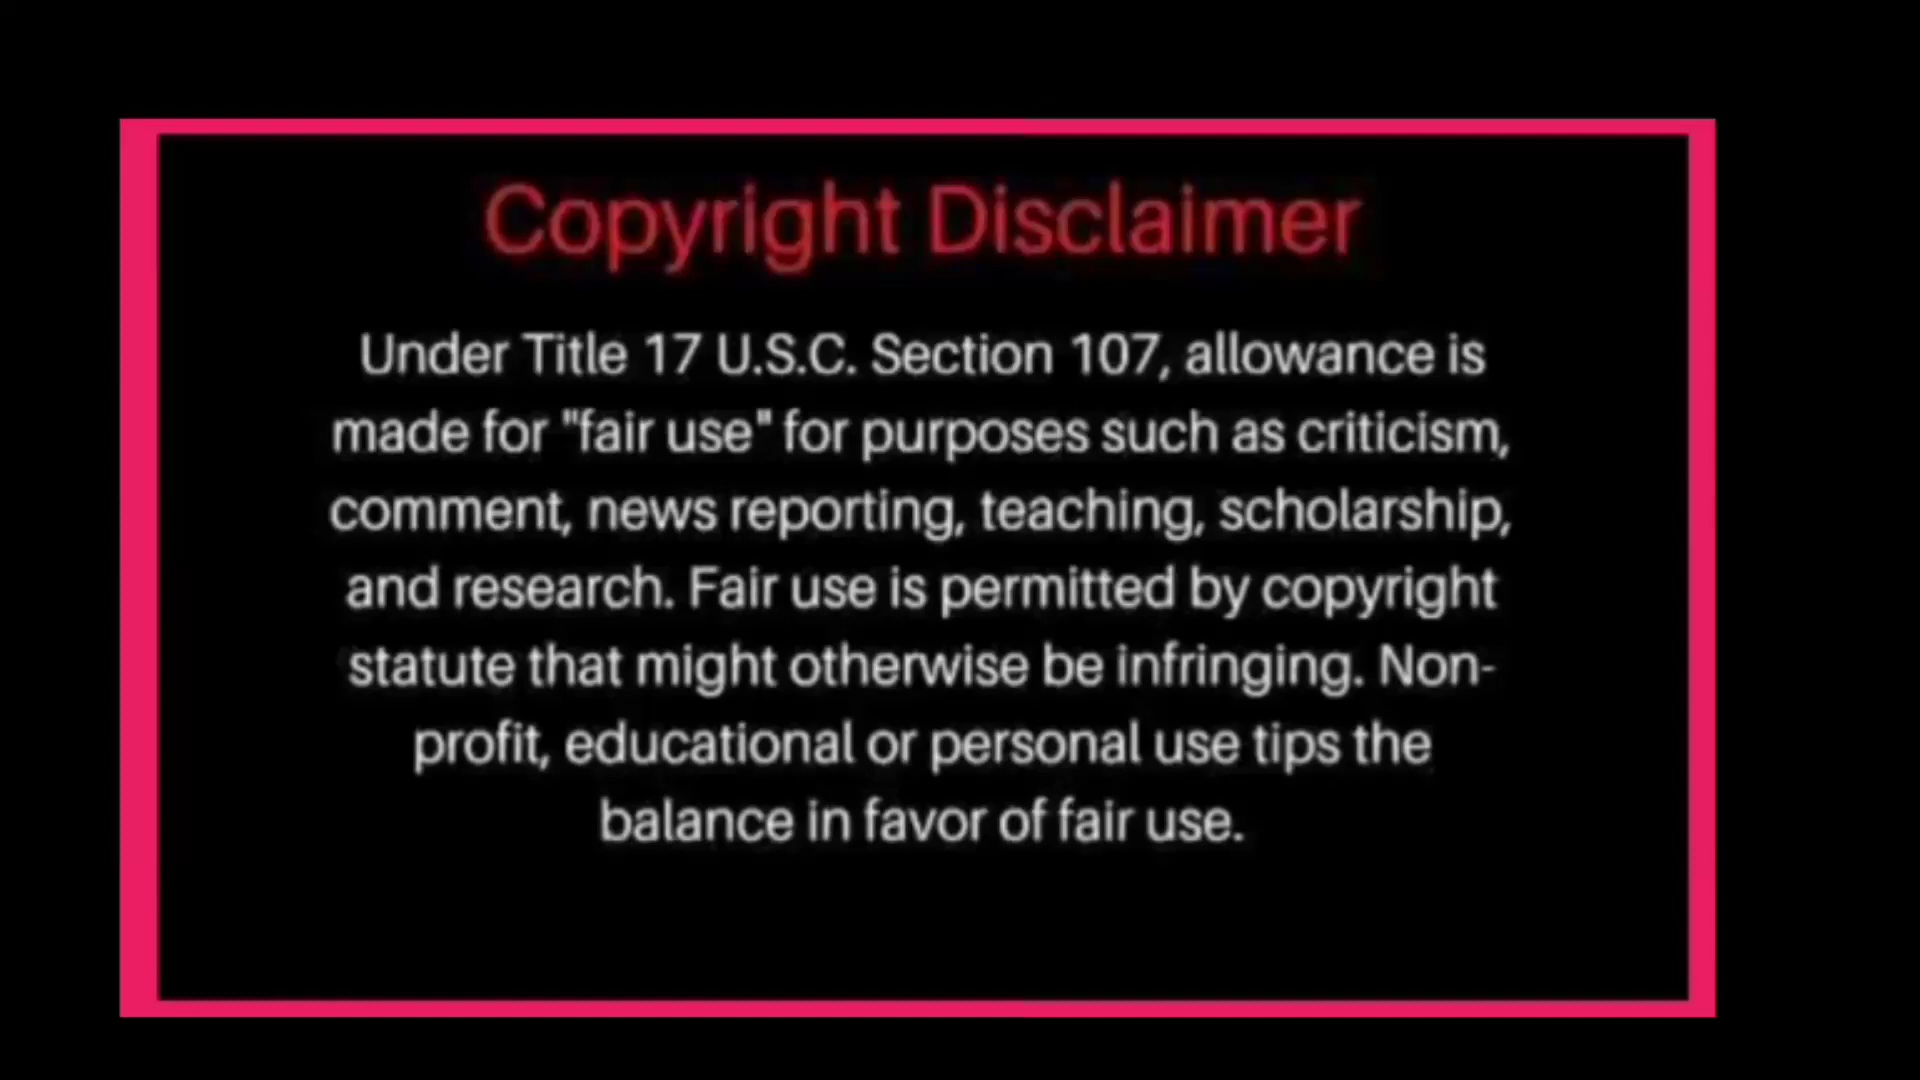 Copyright Disclaimer
Under Title 17 U.S.C. Section 107, allowance is
made for "fair use" for purposes such as criticism,
comment, news reporting, teaching, scholarship,
and research. Fair use is permitted by copyright
statute that might otherwise be infringing. Non-
profit, educational or personal use tips the
balance in favor of fair use.